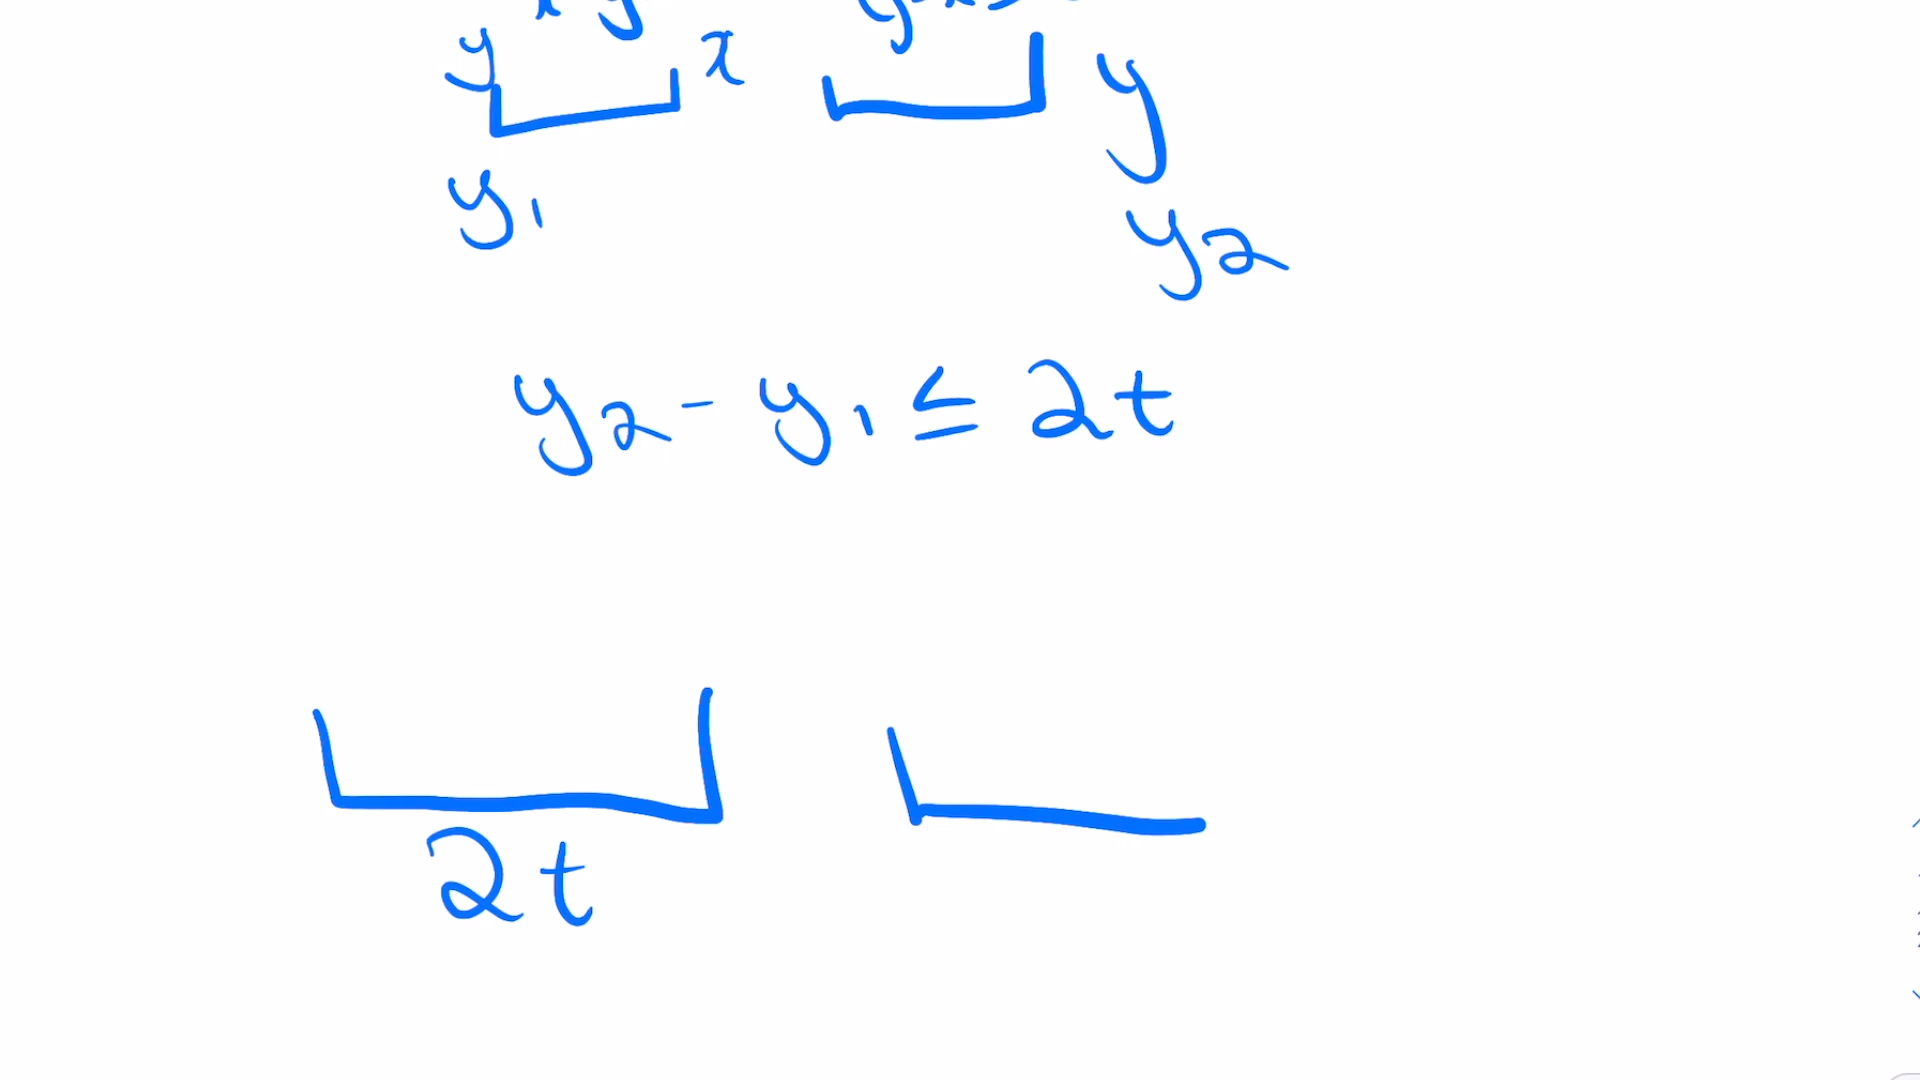 y x y
y₁ y₂
y₂ - y₁ ≤ 2t
2t